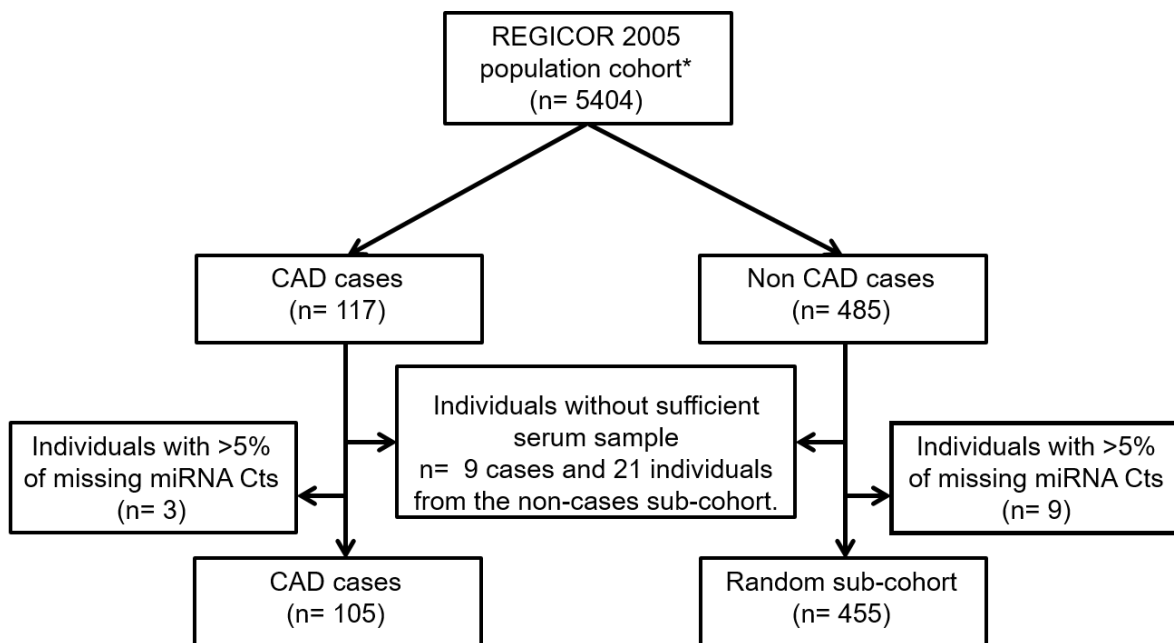 REGICOR 2005
population cohort*
(n= 5404)
CAD cases
(n= 117)
Non CAD cases
(n= 485)
Individuals without sufficient
serum sample
n=  9 cases and 21 individuals
from the non-cases sub-cohort.
Individuals with >5%
of missing miRNA Cts
(n= 3)
Individuals with >5%
of missing miRNA Cts
(n= 9)
CAD cases
(n= 105)
Random sub-cohort
(n= 455)